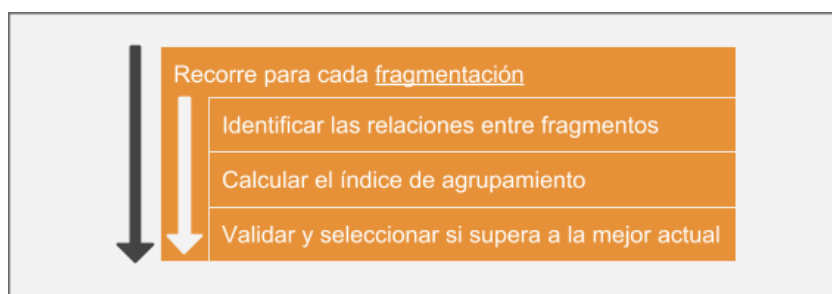 Recorre para cada fragmentación
Identificar las relaciones entre fragmentos
Calcular el índice de agrupamiento
Validar y seleccionar si supera a la mejor actual